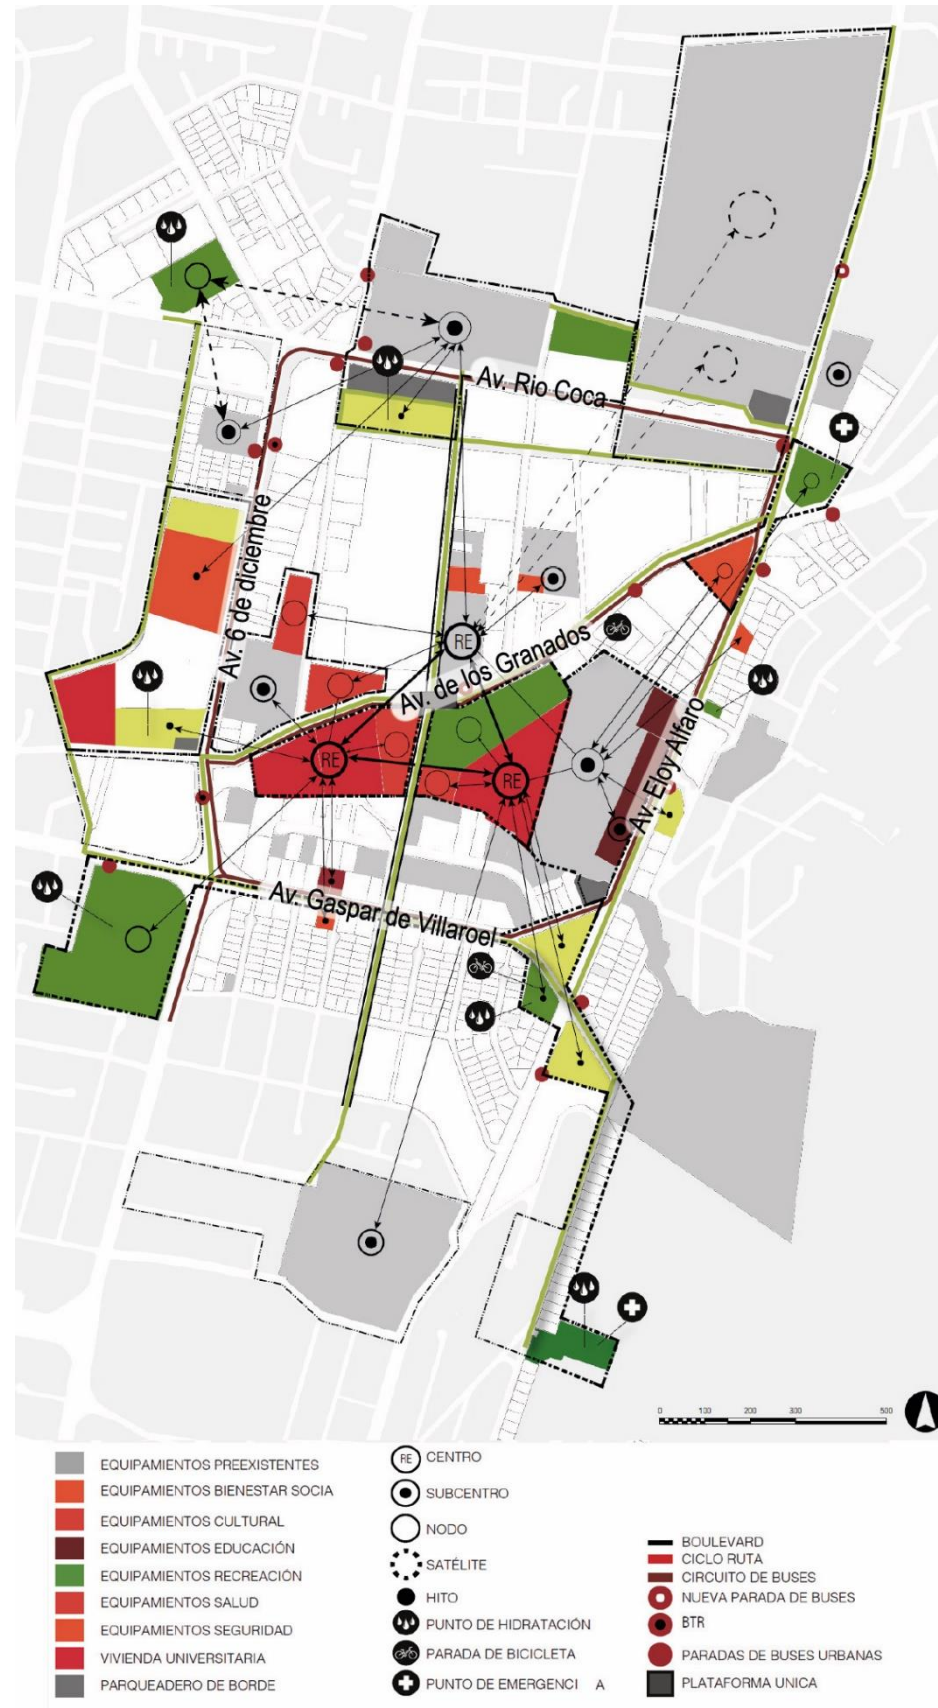 Av. Rio Coca
Av. 6 de diciembre
RE
Av. de los Granados
RE
RE
Av. Eloy Alfaro
Av. Gaspar de Villaroel
0 100 200 300 500
EQUIPAMIENTOS PREEXISTENTES
EQUIPAMIENTOS BIENESTAR SOCIA
EQUIPAMIENTOS CULTURAL
EQUIPAMIENTOS EDUCACIÓN
EQUIPAMIENTOS RECREACIÓN
EQUIPAMIENTOS SALUD
EQUIPAMIENTOS SEGURIDAD
VIVIENDA UNIVERSITARIA
PARQUEADERO DE BORDE
RE CENTRO
SUBCENTRO
NODO
SATÉLITE
HITO
PUNTO DE HIDRATACIÓN
PARADA DE BICICLETA
PUNTO DE EMERGENCI A
BOULEVARD
CICLO RUTA
CIRCUITO DE BUSES
NUEVA PARADA DE BUSES
BTR
PARADAS DE BUSES URBANAS
PLATAFORMA UNICA